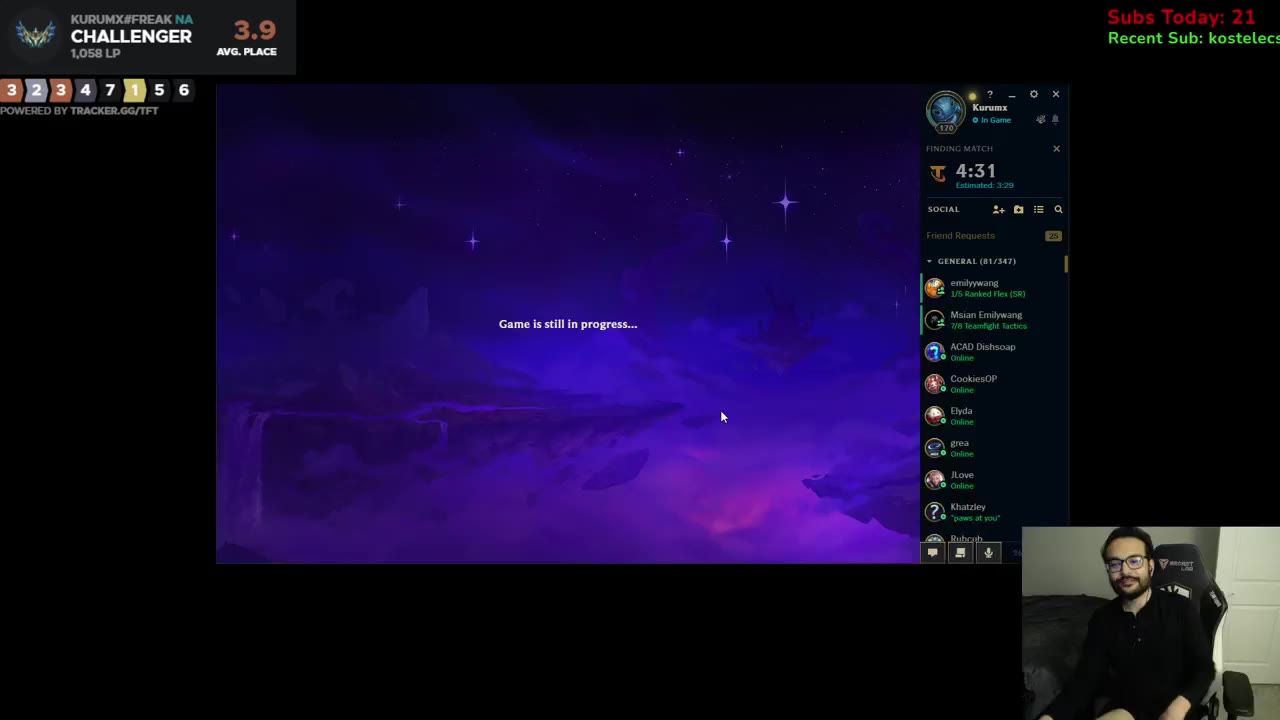 KURUMX#FREAK NA
CHALLENGER
1,058 LP
3.9
AVG. PLACE
3 2 3 4 7 1 5 6
POWERED BY TRACKER.GG/TFT
Subs Today: 21
Recent Sub: kostelecs
?
Kurumx
In Game
170
FINDING MATCH
4:31
Estimated: 3:29
SOCIAL
Friend Requests
26
GENERAL (81/347)
emilyywang
1/5 Ranked Flex (SR)
Msian Emilywang
7/8 Teamfight Tactics
ACAD Dishsoap
Online
CookiesOP
Online
Elyda
Online
grea
Online
JLove
Online
Khatzley
"paws at you"
Rubcub
Game is still in progress...
SECRET
LAB